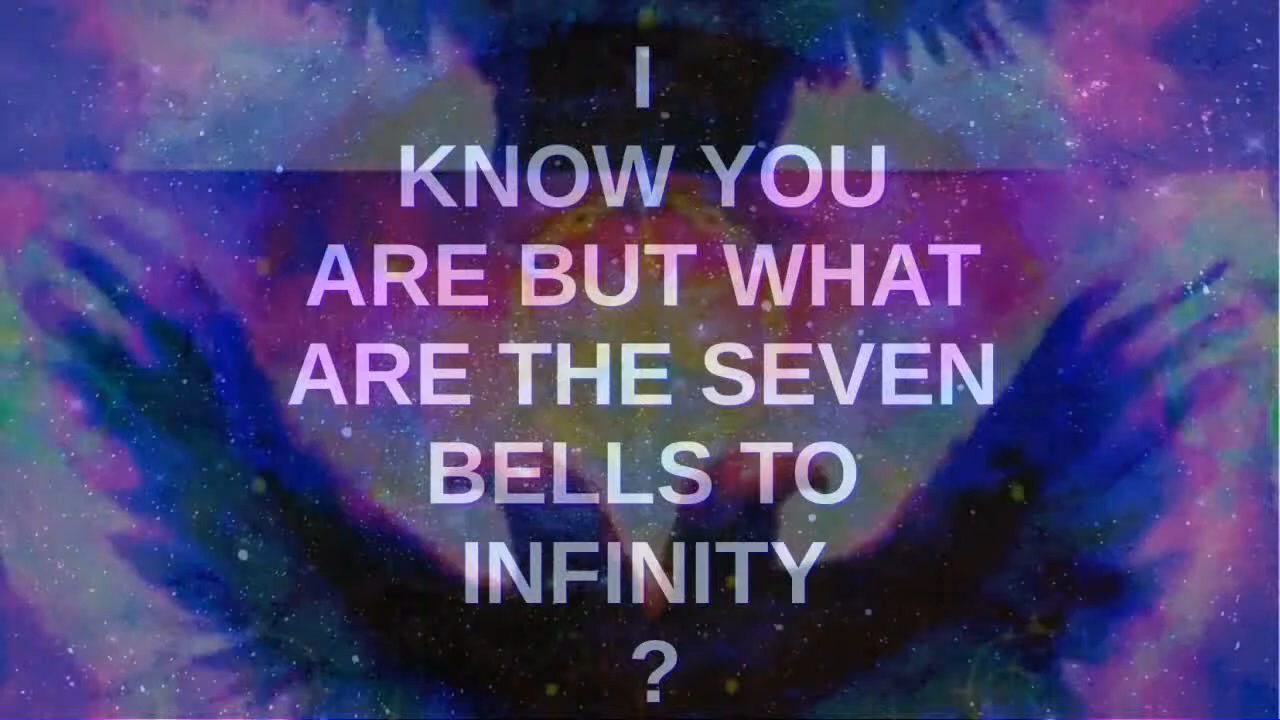 I
KNOW YOU
ARE BUT WHAT
ARE THE SEVEN
BELLS TO
INFINITY
?